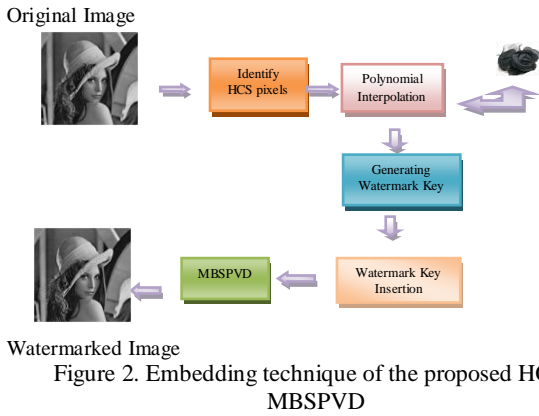 Original Image
Identify
HCS pixels
Polynomial
Interpolation
Generating
Watermark Key
MBSPVD
Watermark Key
Insertion
Watermarked Image
Figure 2. Embedding technique of the proposed
MBSPVD